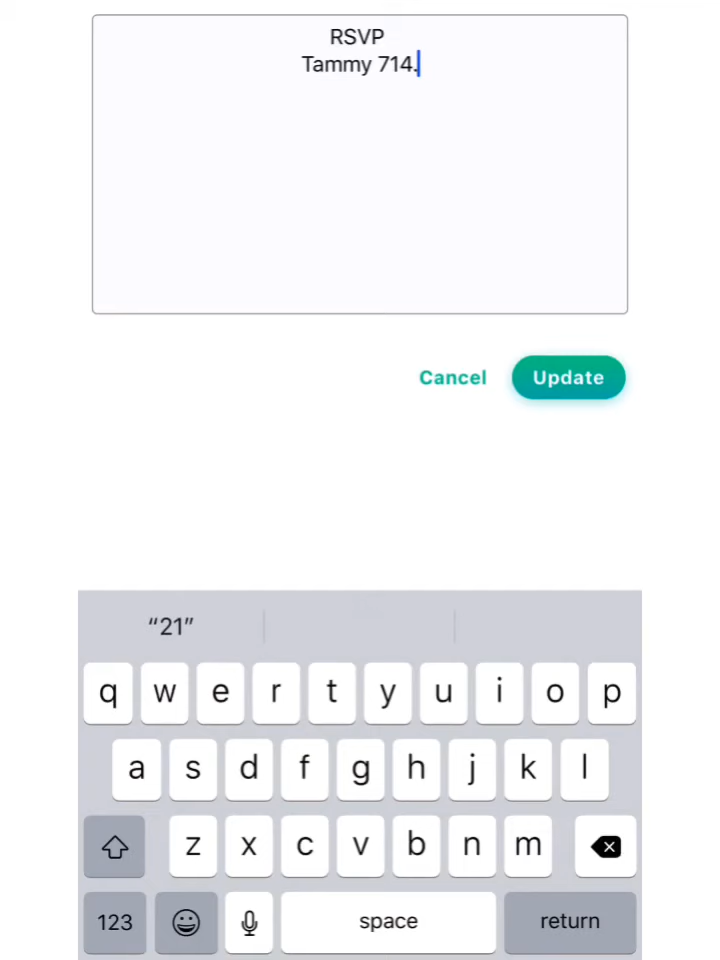 RSVP
Tammy 714.
Cancel Update
“21”
q w e r t y u i o p
a s d f g h j k l
z x c v b n m
123 space return